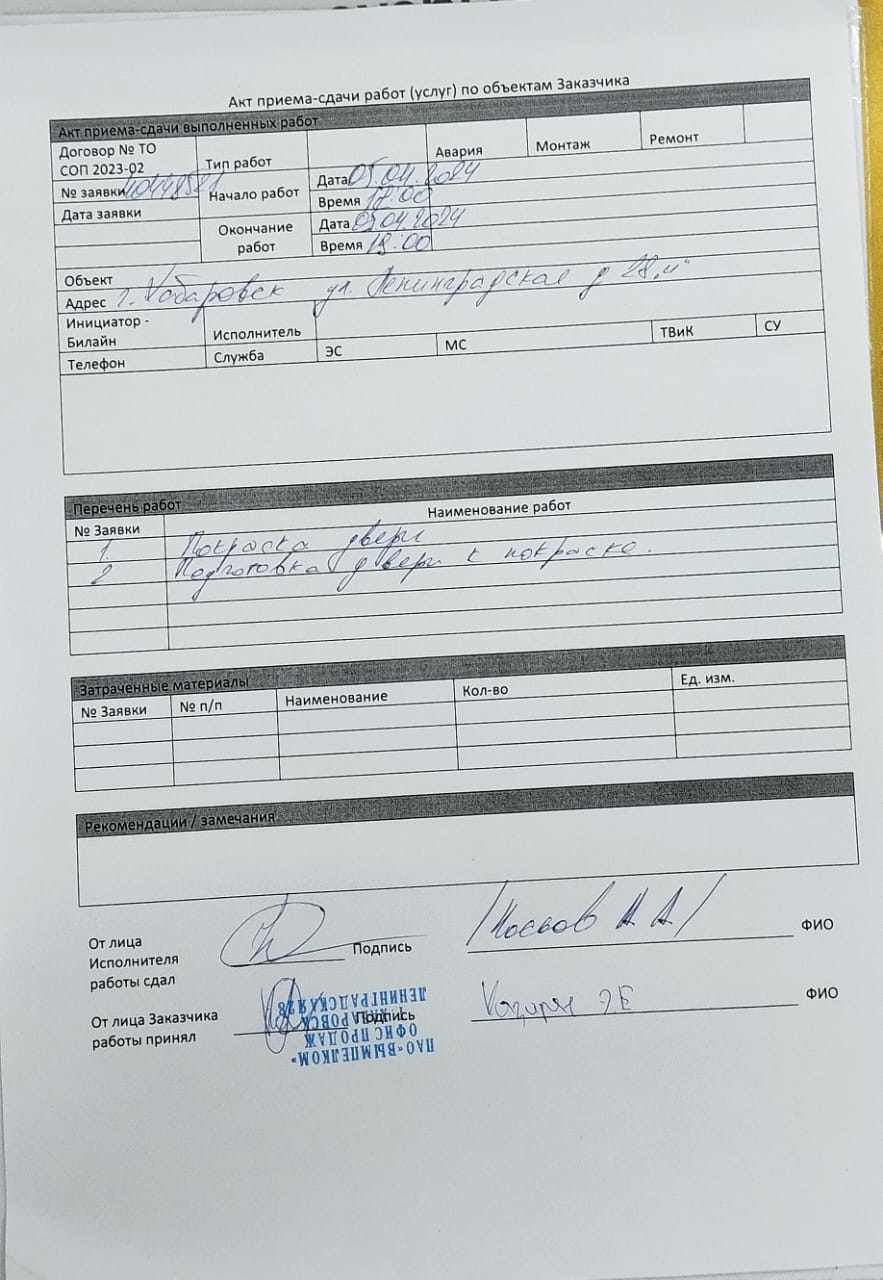 Акт приема-сдачи работ (услуг) по объектам Заказчика
Акт приема-сдачи выполненных работ
Договор № ТО СОП 2023-02
Тип работ
Авария
Монтаж
Ремонт
№ заявки
Начало работ
Дата 05.04.2024
Время 17:00
Дата заявки
Окончание работ
Дата 05.04.2024
Время 19:00
Объект
Адрес г. Хабаровск ул. Ленинградская д 28
Инициатор - Билайн
Исполнитель
Телефон
Служба
ЭС
МС
ТВиК
СУ
Перечень работ
№ Заявки
Наименование работ
1. Покраска двери
2 Подготовка двери к покраске.
Затраченные материалы
№ Заявки
№ п/п
Наименование
Кол-во
Ед. изм.
Рекомендации / замечания
От лица
Исполнителя
работы сдал
Подпись
ФИО
От лица Заказчика
работы принял
Подпись
ФИО
ПАО «ВЫМПЕЛКОМ»
ОФИС ПРОДАЖ
Г. ХАБАРОВСК
ЛЕНИНГРАДСКАЯ 28